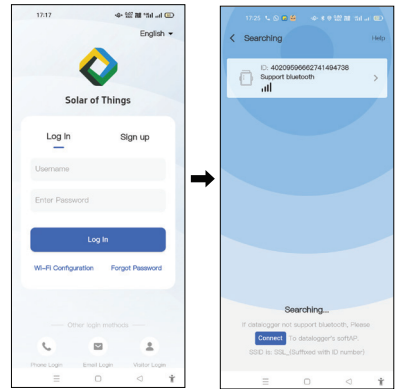 17:17
English
Solar of Things
Log In
Sign up
Username
Enter Password
Log In
Wi-Fi Configuration
Forgot Password
Other login methods
Phone Login
Email Login
Visitor Login
17:25
Searching
Help
ID: 40209596662741494738
Support bluetooth
Searching...
If datalogger not support bluetooth, Please
Connect To datalogger's softAP.
SSID is: SSL_(Suffixed with ID number)